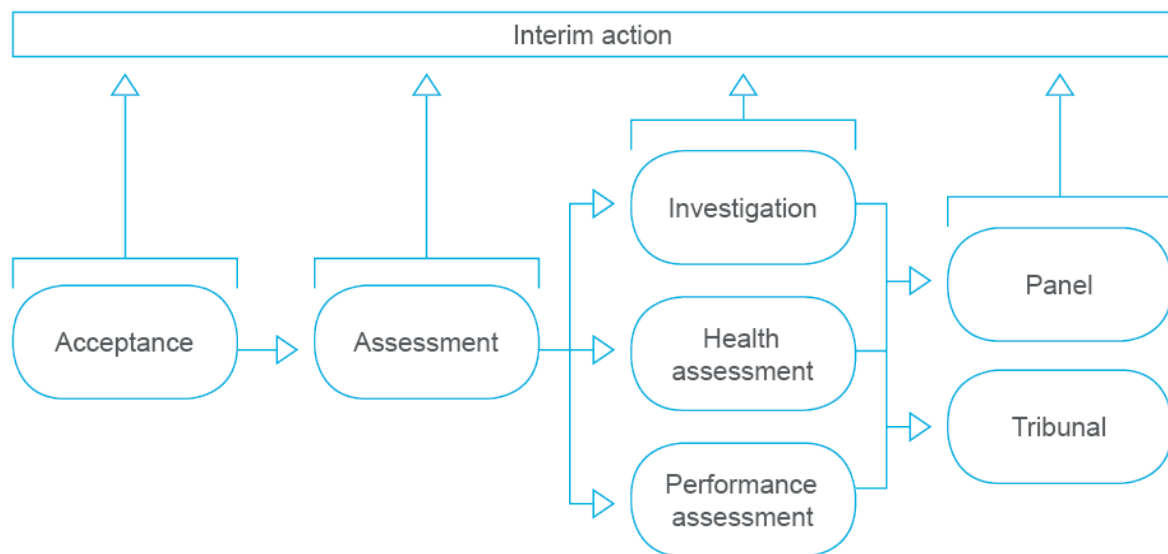 Interim action
Acceptance
Assessment
Investigation
Health
assessment
Performance
assessment
Panel
Tribunal